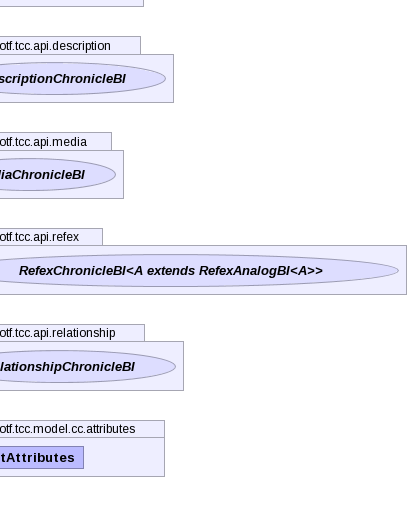 otf.tcc.api.description
scriptionChronicleBI
otf.tcc.api.media
iaChronicleBI
otf.tcc.api.refex
RefexChronicleBI<A extends RefexAnalogBI<A>>
otf.tcc.api.relationship
lationshipChronicleBI
otf.tcc.model.cc.attributes
tAttributes